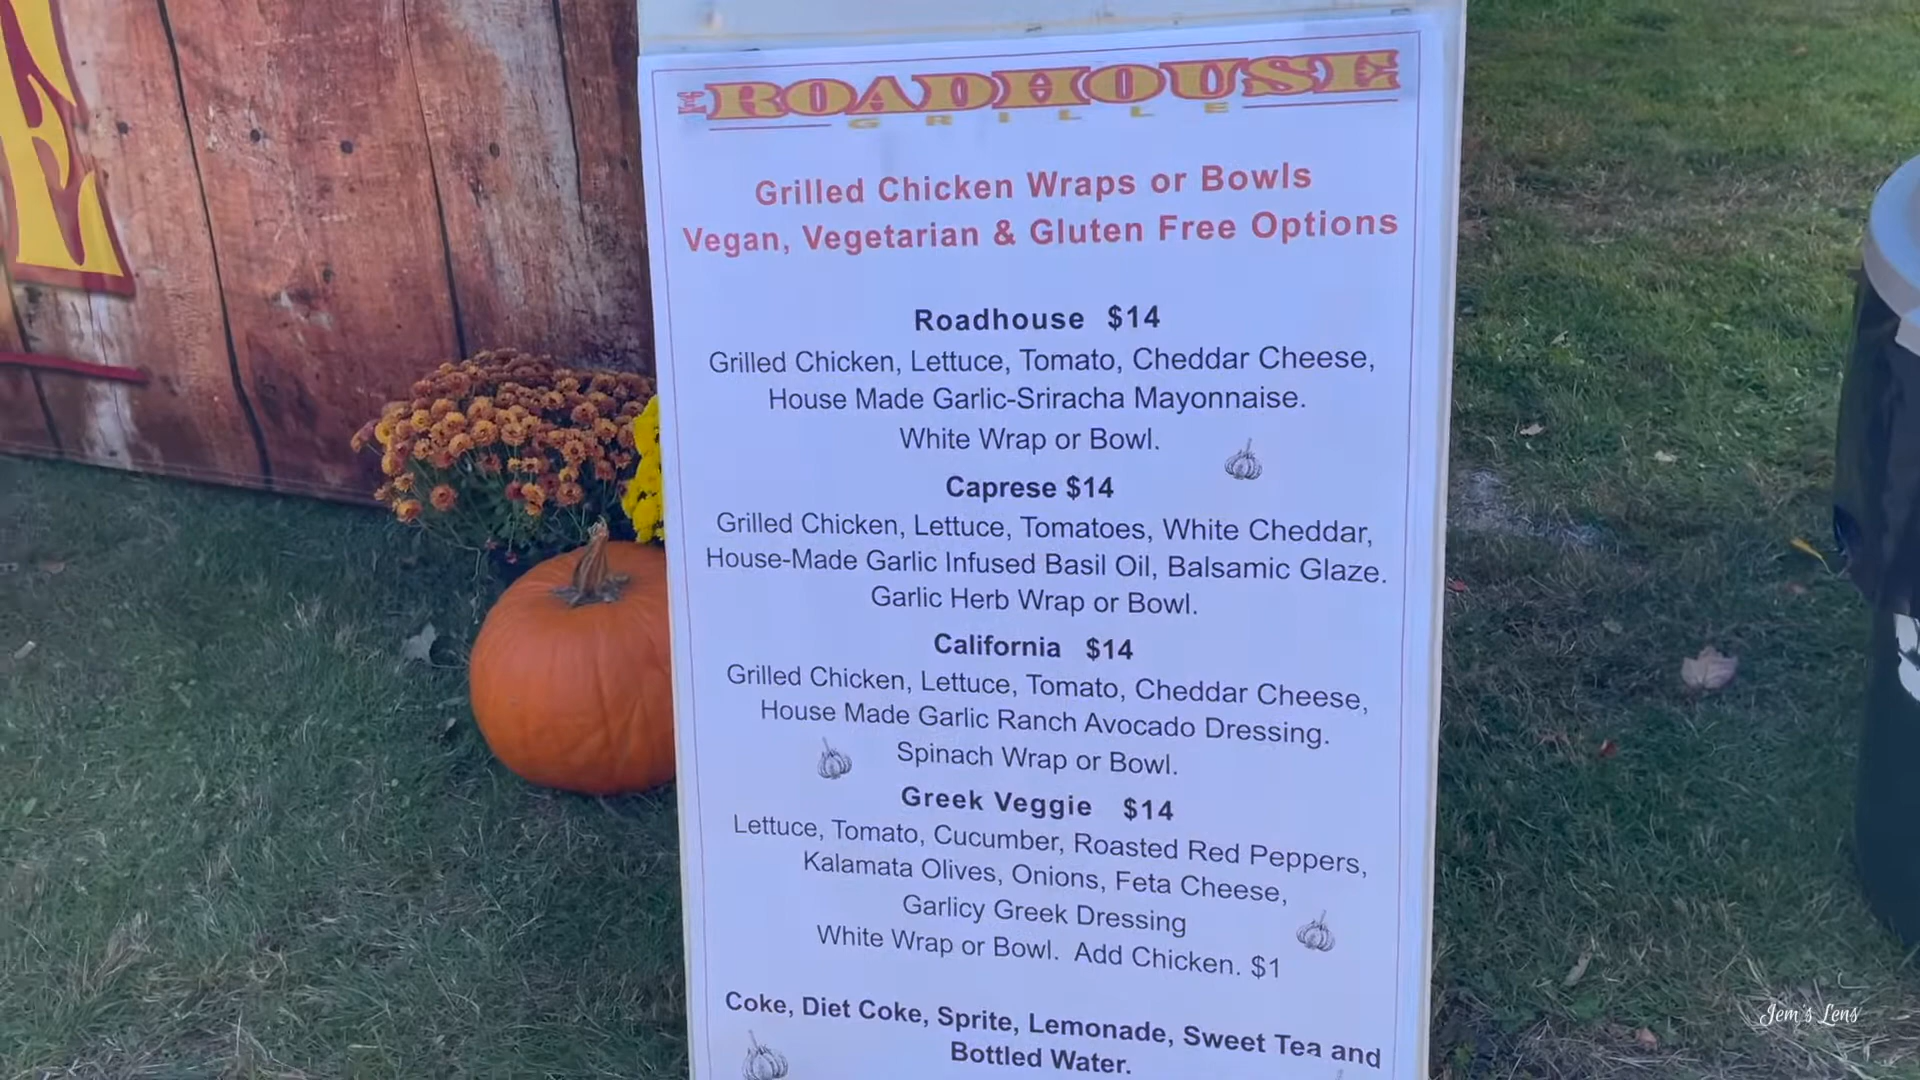 THE ROADHOUSE
GRILLE
Grilled Chicken Wraps or Bowls
Vegan, Vegetarian & Gluten Free Options
Roadhouse $14
Grilled Chicken, Lettuce, Tomato, Cheddar Cheese,
House Made Garlic-Sriracha Mayonnaise.
White Wrap or Bowl.
Caprese $14
Grilled Chicken, Lettuce, Tomatoes, White Cheddar,
House-Made Garlic Infused Basil Oil, Balsamic Glaze.
Garlic Herb Wrap or Bowl.
California $14
Grilled Chicken, Lettuce, Tomato, Cheddar Cheese,
House Made Garlic Ranch Avocado Dressing.
Spinach Wrap or Bowl.
Greek Veggie $14
Lettuce, Tomato, Cucumber, Roasted Red Peppers,
Kalamata Olives, Onions, Feta Cheese,
Garlicy Greek Dressing
White Wrap or Bowl. Add Chicken. $1
Coke, Diet Coke, Sprite, Lemonade, Sweet Tea and
Bottled Water.
E
Jem's Lens